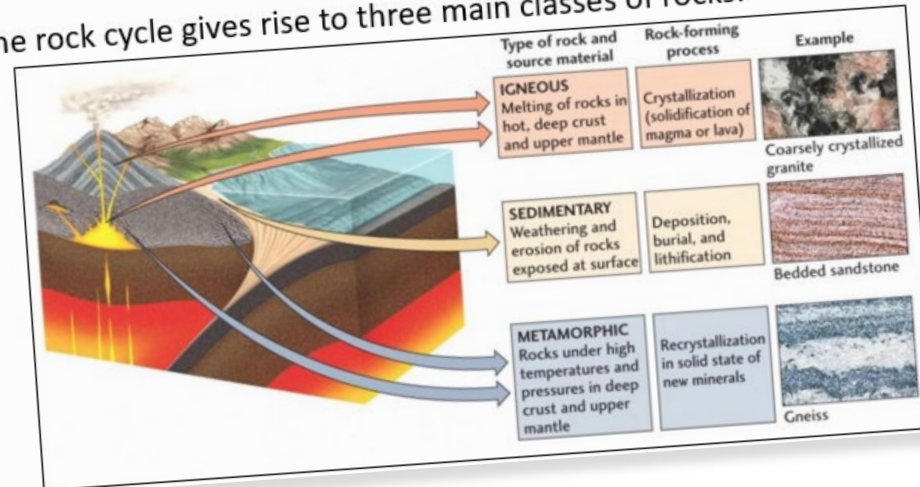 he rock cycle gives rise to three main classes of rocks.
Type of rock and
source material
Rock-forming
process
Example
IGNEOUS
Melting of rocks in
hot, deep crust
and upper mantle
Crystallization
(solidification of
magma or lava)
Coarsely crystallized
granite
SEDIMENTARY
Weathering and
erosion of rocks
exposed at surface
Deposition,
burial, and
lithification
Bedded sandstone
METAMORPHIC
Rocks under high
temperatures and
pressures in deep
crust and upper
mantle
Recrystallization
in solid state of
new minerals
Gneiss